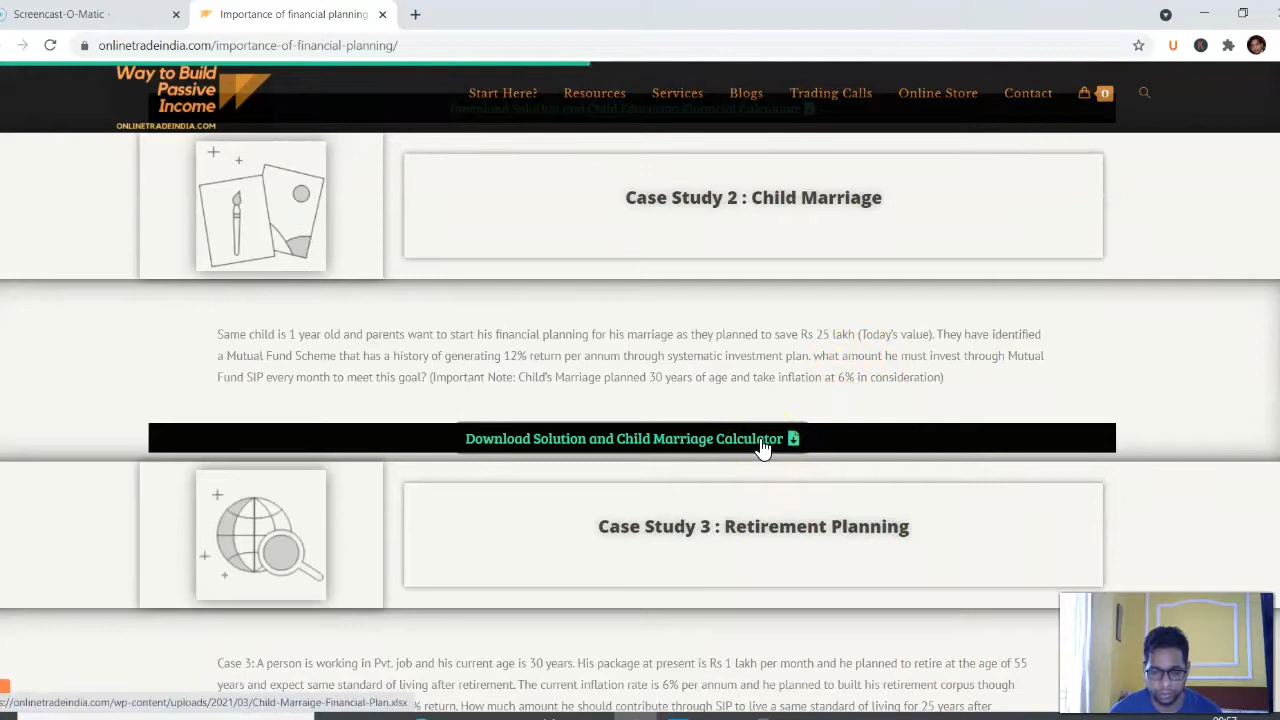 Screencast-O-Matic -
Importance of financial planning
onlinetradeindia.com/importance-of-financial-planning/
Way to Build
Passive
Income
ONLINETRADEINDIA.COM
Start Here?
Resources
Services
Blogs
Trading Calls
Online Store
Contact
0
Download Solution and Child Education Financial Calculator
Case Study 2 : Child Marriage
Same child is 1 year old and parents want to start his financial planning for his marriage as they planned to save Rs 25 lakh (Today's value). They have identified
a Mutual Fund Scheme that has a history of generating 12% return per annum through systematic investment plan. what amount he must invest through Mutual
Fund SIP every month to meet this goal? (Important Note: Child's Marriage planned 30 years of age and take inflation at 6% in consideration)
Download Solution and Child Marriage Calculator
Case Study 3 : Retirement Planning
Case 3: A person is working in Pvt. job and his current age is 30 years. His package at present is Rs 1 lakh per month and he planned to retire at the age of 55
years and expect same standard of living after retirement. The current inflation rate is 6% per annum and he planned to built his retirement corpus though
% return. How much amount he should contribute through SIP to live a same standard of living for 25 years after
s://onlinetradeindia.com/wp-content/uploads/2021/03/Child-Marraige-Financial-Plan.xlsx